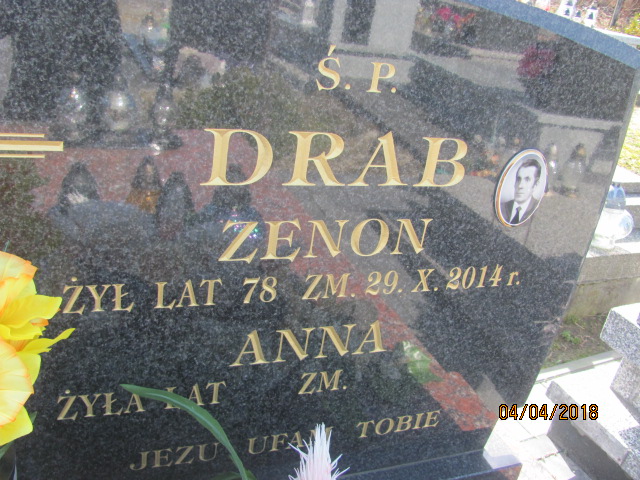 Ś. P.
DRAB
ZENON
ŻYŁ LAT 78 ZM. 29. X. 2014 r.
ANNA
ŻYŁA LAT ZM.
JEZU UFAM TOBIE
04/04/2018